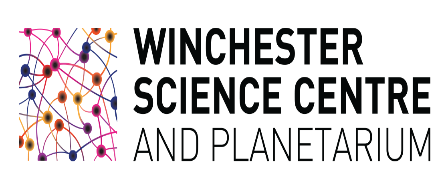 WINCHESTER
SCIENCE CENTRE
AND PLANETARIUM